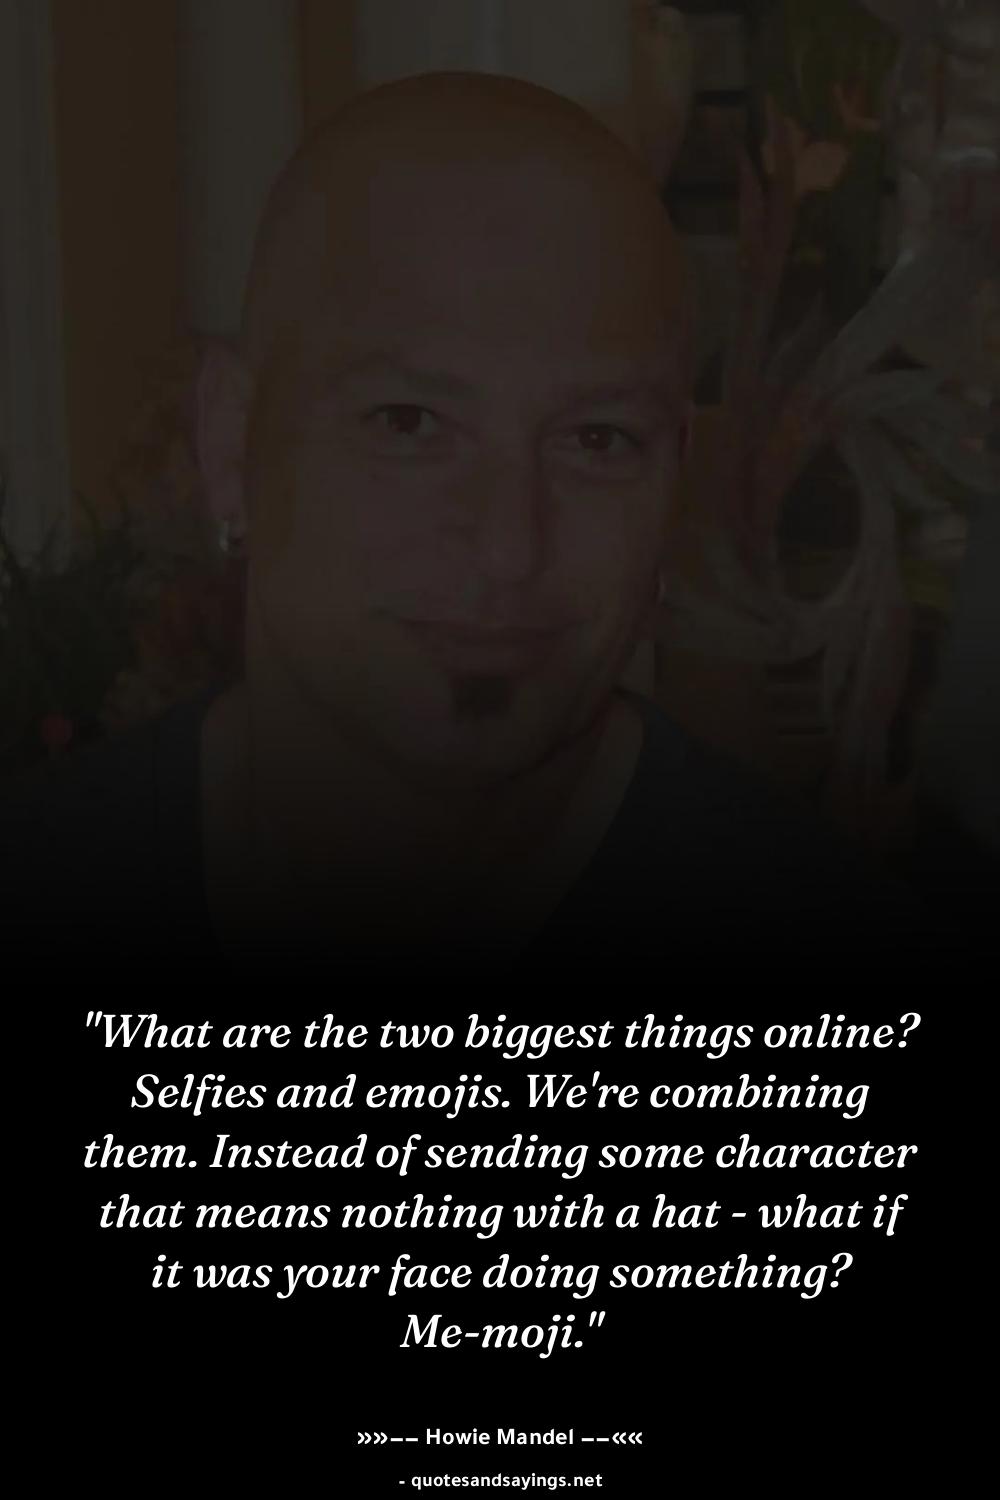 "What are the two biggest things online?
Selfies and emojis. We're combining
them. Instead of sending some character
that means nothing with a hat - what if
it was your face doing something?
Me-moji."
»»–– Howie Mandel ––««
- quotesandsayings.net